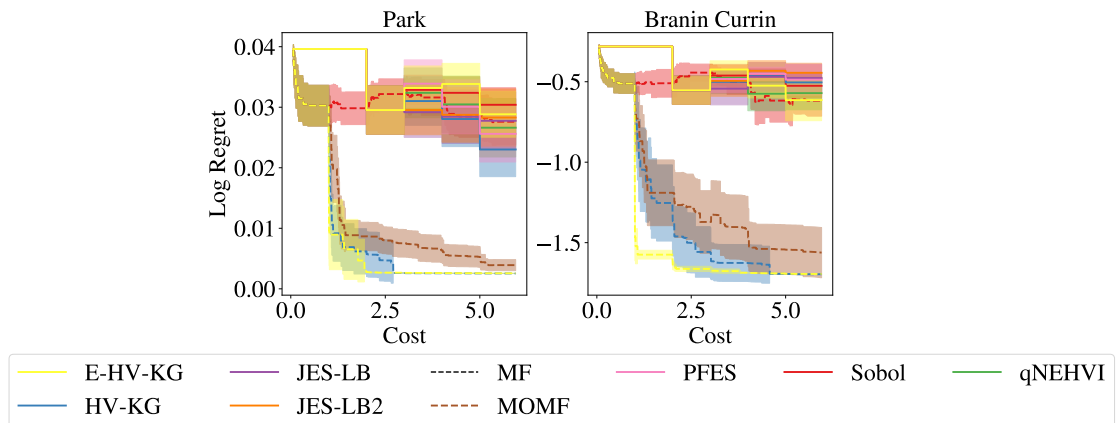 Park
Branin Currin
Log Regret
0.04
0.03
0.02
0.01
0.00
−0.5
−1.0
−1.5
0.0 2.5 5.0
0.0 2.5 5.0
Cost
Cost
E-HV-KG JES-LB MF PFES Sobol qNEHVI
HV-KG JES-LB2 MOMF